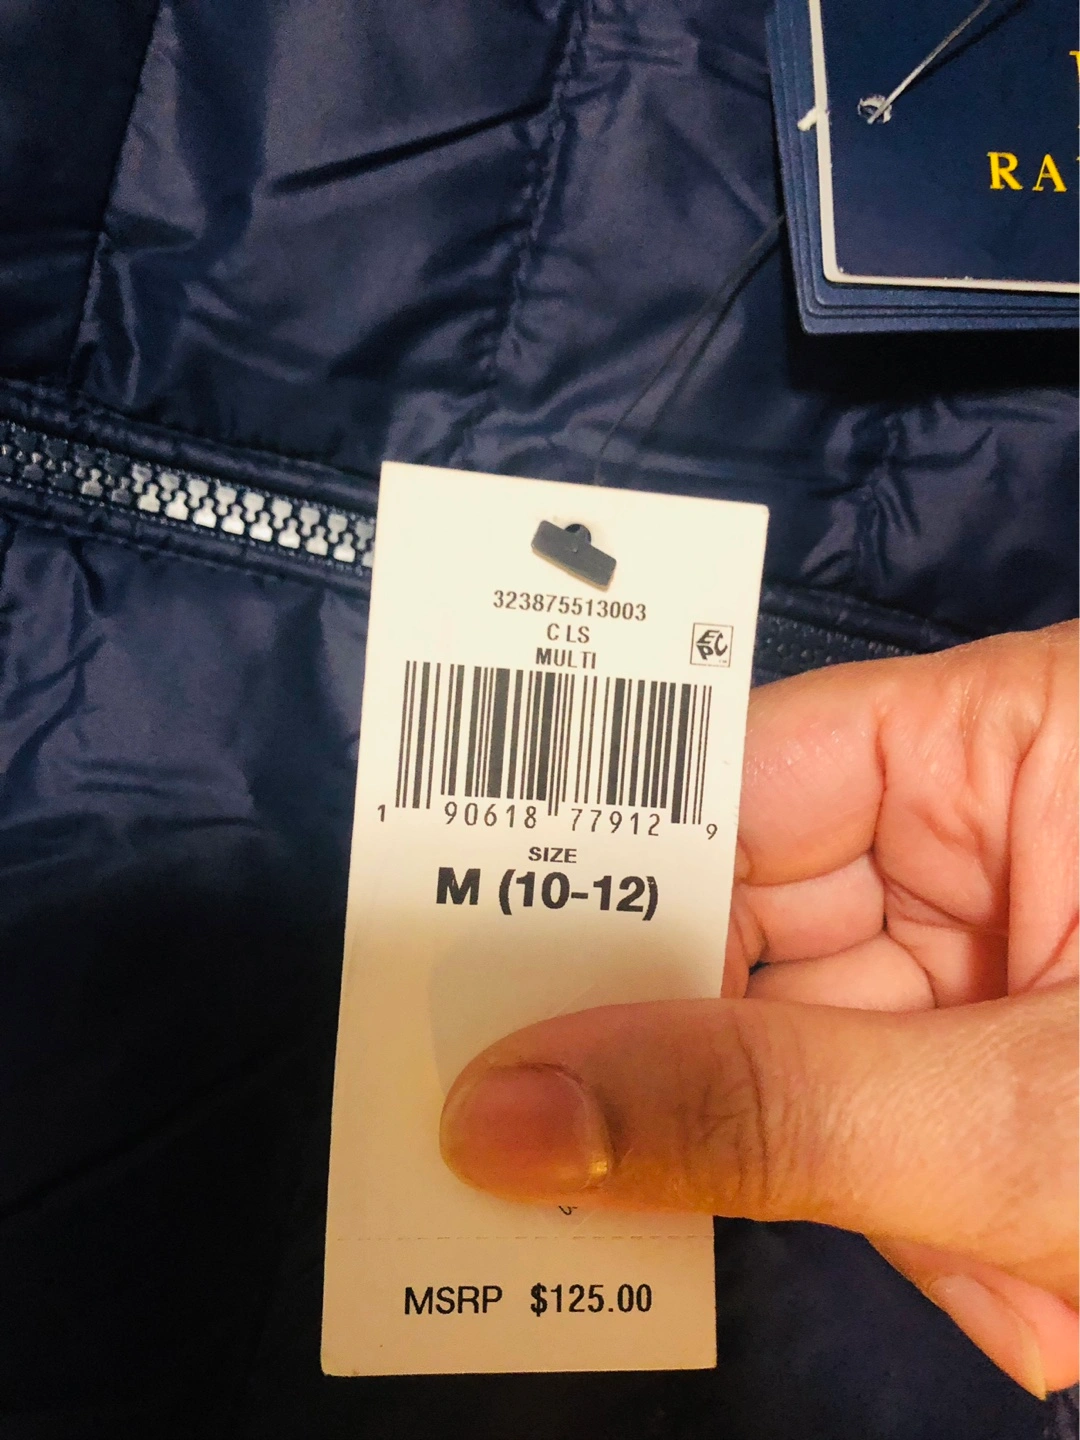 RA
323875513003
C LS
MULTI
EPC
1 90618 77912 9
SIZE
M (10-12)
MSRP $125.00